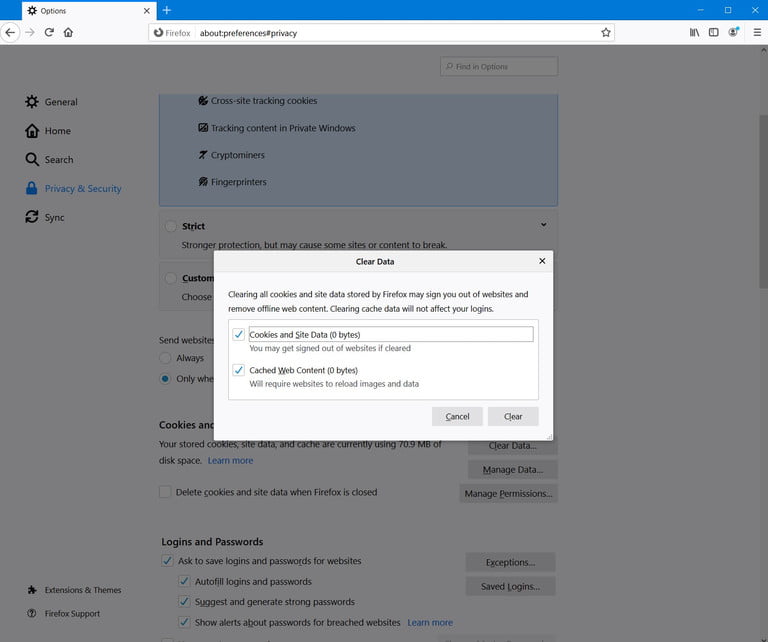 Options
Firefox about:preferences#privacy
Find in Options
General
Home
Search
Privacy & Security
Sync
Extensions & Themes
Firefox Support
Cross-site tracking cookies
Tracking content in Private Windows
Cryptominers
Fingerprinters
Strict
Stronger protection, but may cause some sites or content to break.
Choose
Send websites
Always
Only
Clear Data
Clearing all cookies and site data stored by Firefox may sign you out of websites and
remove offline web content. Clearing cache data will not affect your logins.
Cookies and Site Data (0 bytes)
You may get signed out of websites if cleared
Cached Web Content (0 bytes)
Will require websites to reload images and data
Cancel Clear
Cookies and
Your stored cookies, site data, and cache are currently using 70.9 MB of
disk space. Learn more
Clear Data...
Manage Data...
Delete cookies and site data when Firefox is closed
Manage Permissions...
Logins and Passwords
Ask to save logins and passwords for websites
Exceptions...
Autofill logins and passwords
Saved Logins...
Suggest and generate strong passwords
Show alerts about passwords for breached websites Learn more